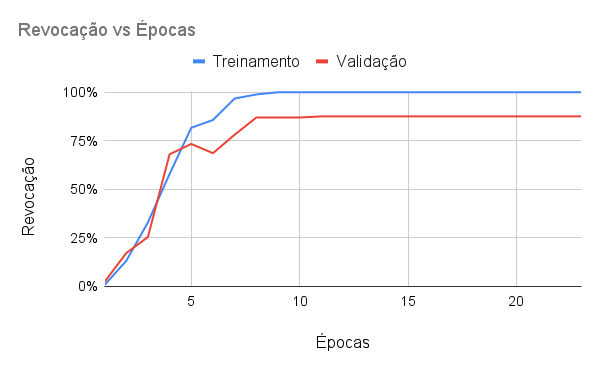 Revocação vs Épocas
Treinamento
Validação
100%
75%
50%
25%
0%
Revocação
5
10
15
20
Épocas